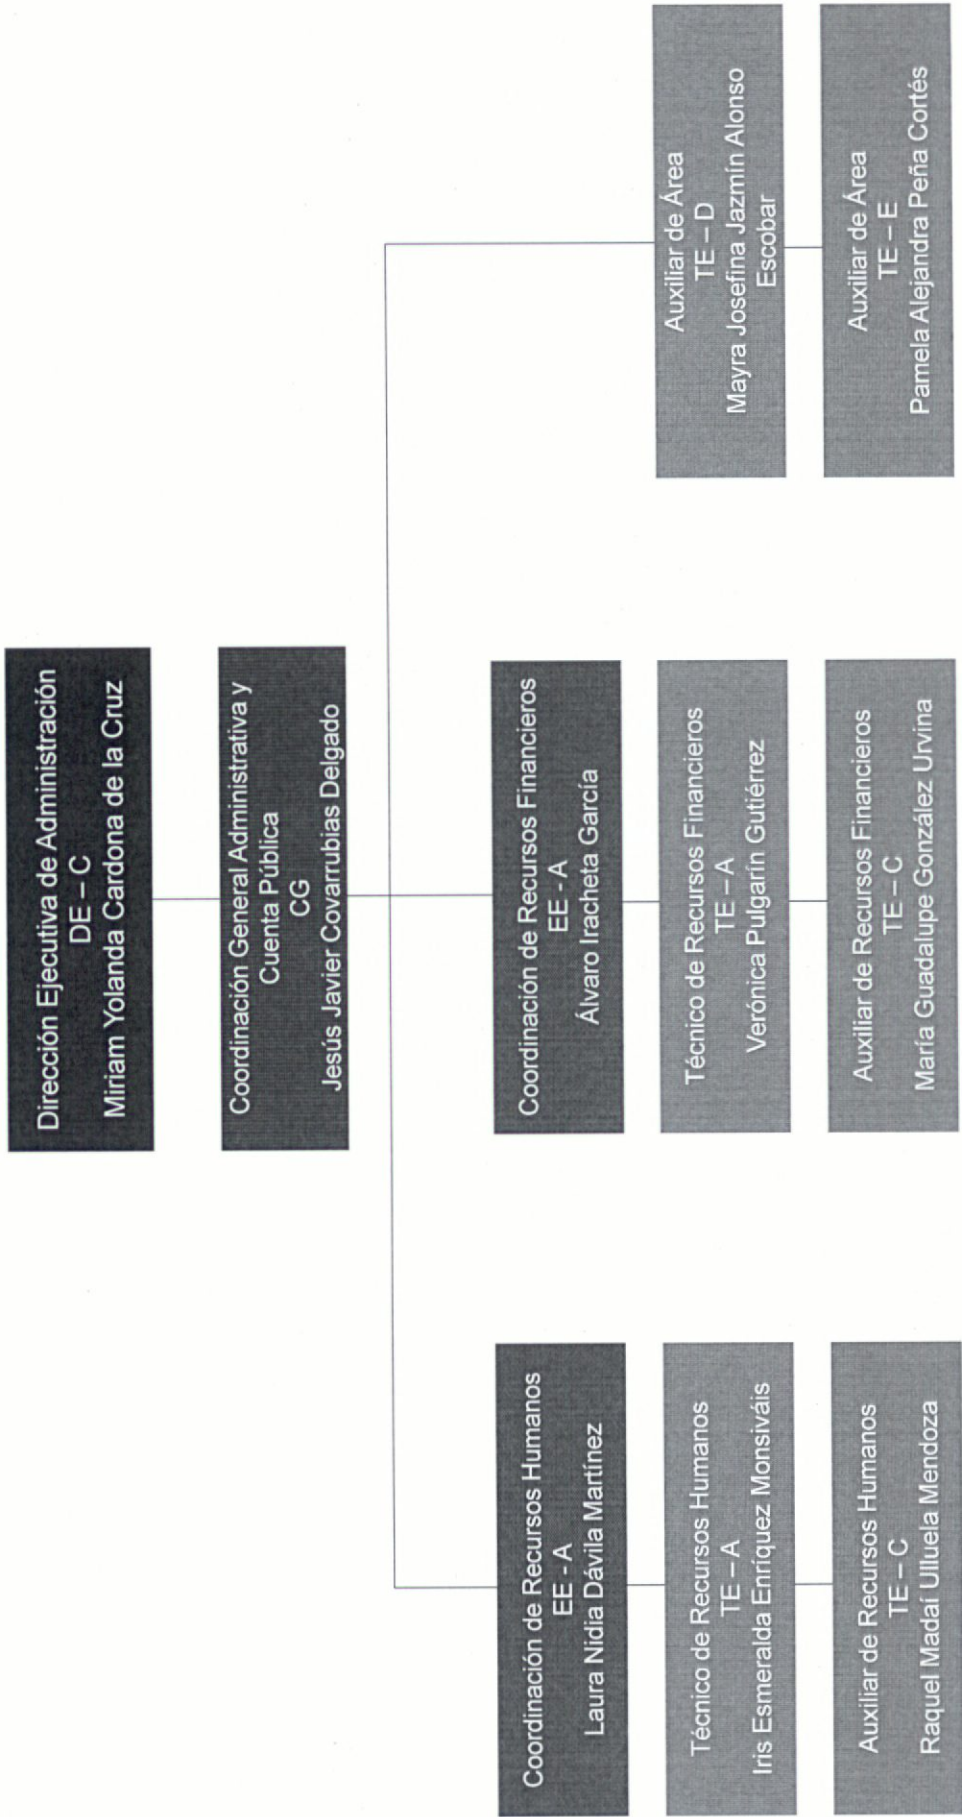 Dirección Ejecutiva de Administración
DE – C
Miriam Yolanda Cardona de la Cruz
Coordinación General Administrativa y
Cuenta Pública
CG
Jesús Javier Covarrubias Delgado
Coordinación de Recursos Humanos
EE - A
Laura Nidia Dávila Martínez
Técnico de Recursos Humanos
TE – A
Iris Esmeralda Enríquez Monsiváis
Auxiliar de Recursos Humanos
TE – C
Raquel Madaí Ulluela Mendoza
Coordinación de Recursos Financieros
EE - A
Álvaro Iracheta García
Técnico de Recursos Financieros
TE – A
Verónica Pulgarín Gutiérrez
Auxiliar de Recursos Financieros
TE – C
María Guadalupe González Urvina
Auxiliar de Área
TE – D
Mayra Josefina Jazmín Alonso
Escobar
Auxiliar de Área
TE – E
Pamela Alejandra Peña Cortés